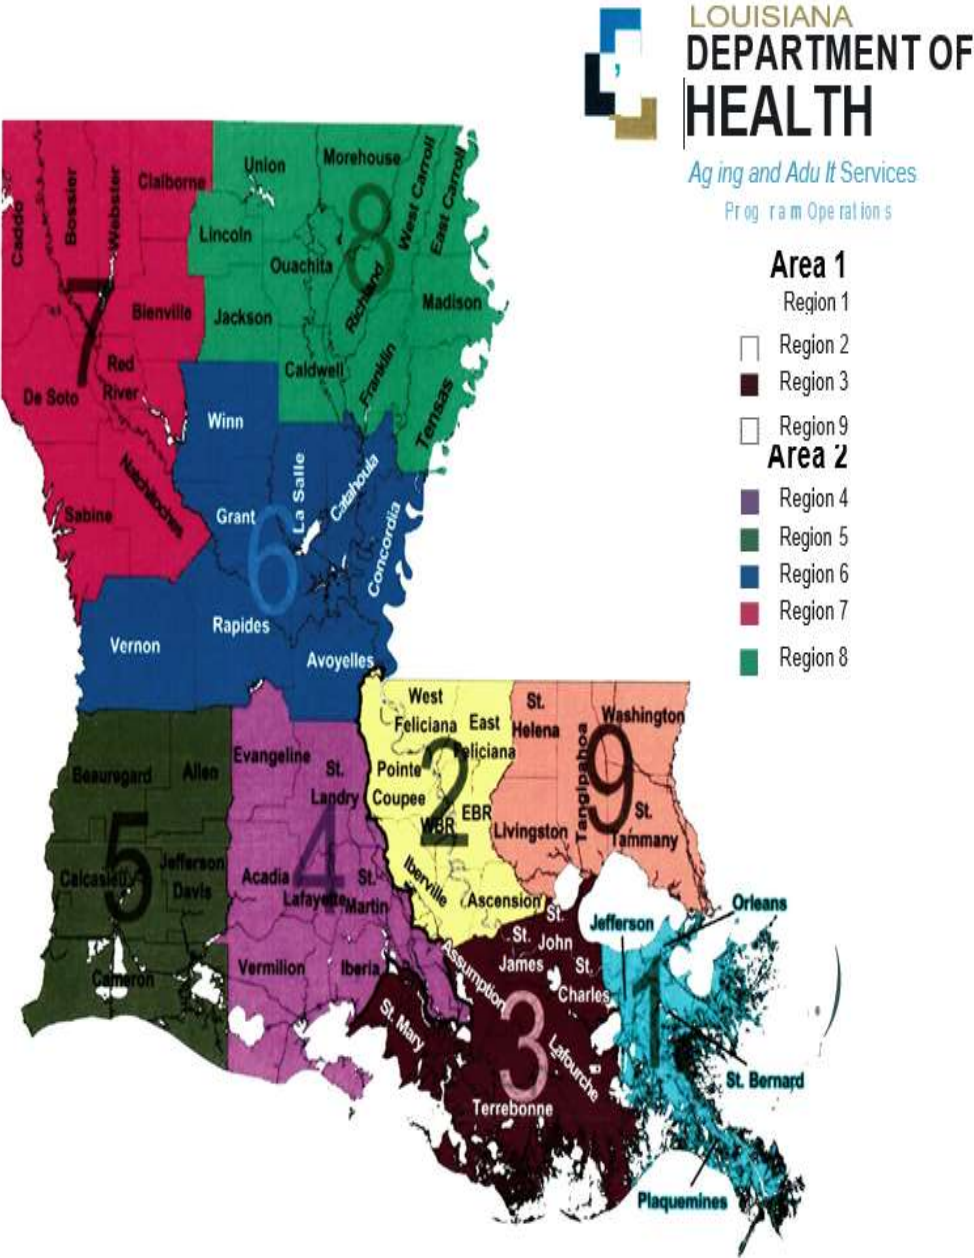 LOUISIANA
DEPARTMENT OF
HEALTH
Ag ing and Adu lt Services
Pr og r a m Ope rat ion s
Area 1
Region 1
Region 2
Region 3
Region 9
Area 2
Region 4
Region 5
Region 6
Region 7
Region 8
7
Caddo
Bossier
Webster
Claiborne
Bienville
Red
River
De Soto
Natchitoches
Sabine
8
Union
Morehouse
West Carroll
East Carroll
Lincoln
Ouachita
Richland
Madison
Jackson
Caldwell
Franklin
Tensas
6
Winn
La Salle
Catahoula
Grant
Concordia
Rapides
Vernon
Avoyelles
5
Beauregard
Allen
Calcasieu
Jefferson
Davis
Cameron
4
Evangeline
St.
Landry
Acadia
Lafayette
St.
Martin
Vermilion
Iberia
2
West
Feliciana
East
Feliciana
Pointe
Coupee
WBR
EBR
Iberville
Ascension
9
St.
Helena
Tangipahoa
Washington
Livingston
St.
Tammany
3
St.
John
St.
James
St.
Charles
Assumption
St. Mary
Lafourche
Terrebonne
1
Jefferson
Orleans
St. Bernard
Plaquemines